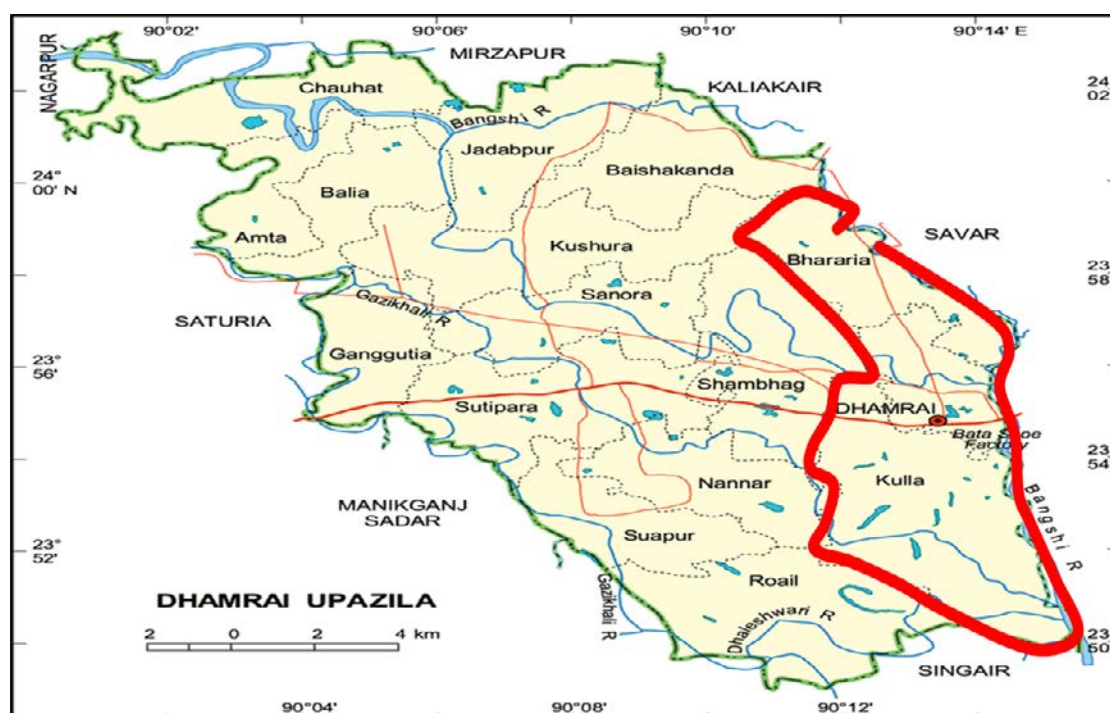 90°02'
90°06'
90°10'
90°14' E
NAGARPUR
MIRZAPUR
KALIAKAIR
24
02
Chauhat
Bangshi R
Jadabpur
Baishakanda
24°
00' N
Balia
Amta
Kushura
SAVAR
Bhararia
23
58
Sanora
Gazikhali R
SATURIA
Ganggutia
23°
56'
Shambhag
Sutipara
DHAMRAI
Bata Shoe
Factory
23
54
Nannar
Kulla
Bangshi R
MANIKGANJ
SADAR
Suapur
23°
52'
Roail
Gazikhali R
Dhaleshwari R
DHAMRAI UPAZILA
2 0 2 4 km
SINGAIR
23
50
90°04'
90°08'
90°12'